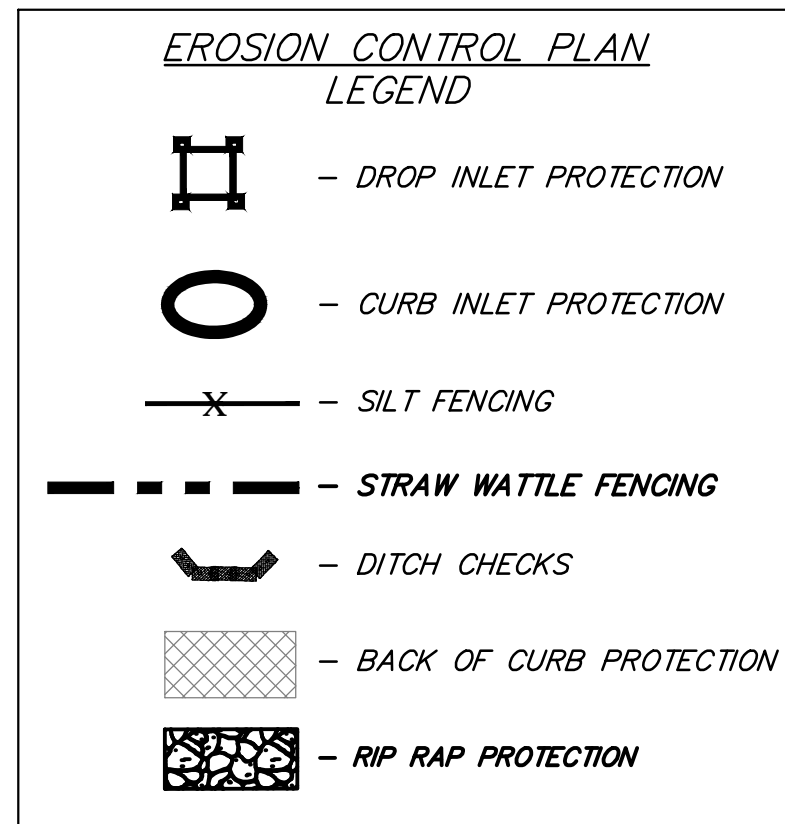 EROSION CONTROL PLAN
LEGEND
- DROP INLET PROTECTION
- CURB INLET PROTECTION
X - SILT FENCING
- STRAW WATTLE FENCING
- DITCH CHECKS
- BACK OF CURB PROTECTION
- RIP RAP PROTECTION